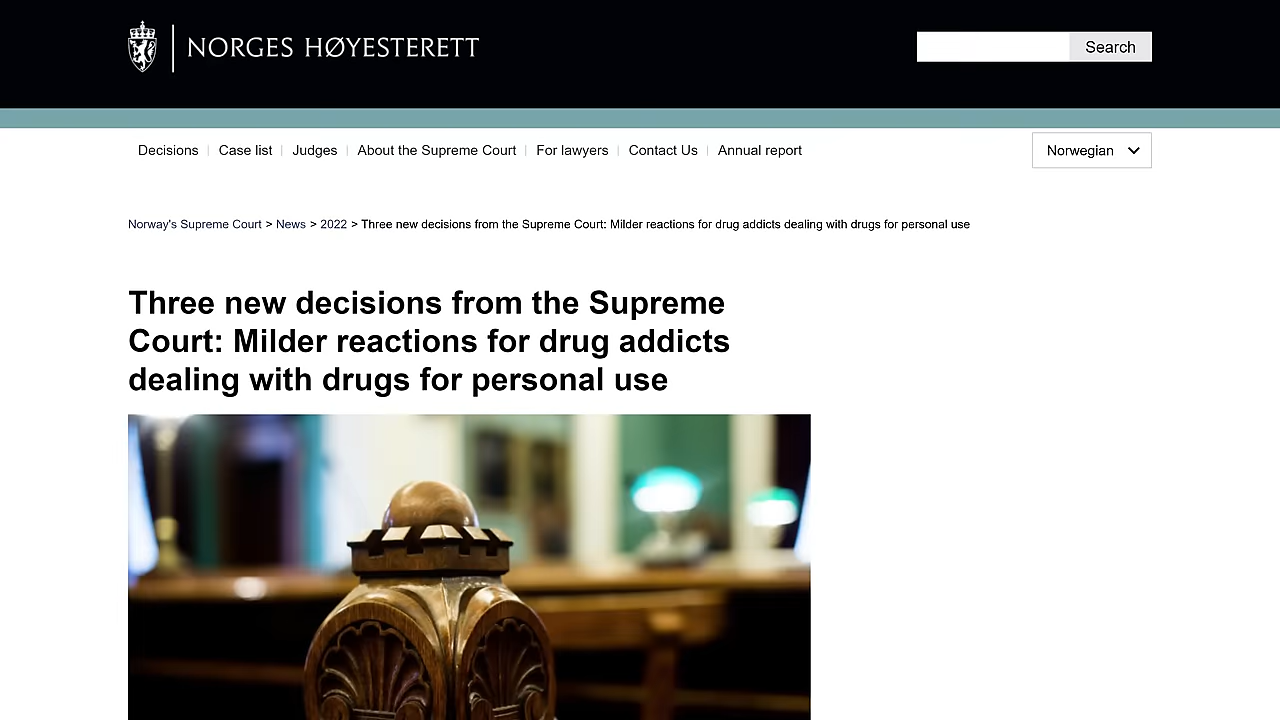 NORGES HØYESTERETT
Search
Decisions
Case list
Judges
About the Supreme Court
For lawyers
Contact Us
Annual report
Norwegian
Norway's Supreme Court > News > 2022 > Three new decisions from the Supreme Court: Milder reactions for drug addicts dealing with drugs for personal use
Three new decisions from the Supreme
Court: Milder reactions for drug addicts
dealing with drugs for personal use